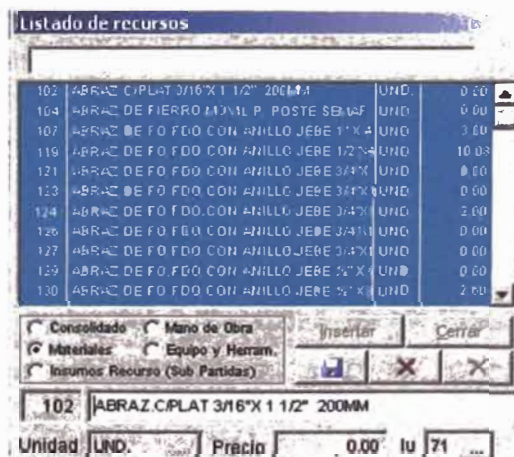 Listado de recursos
102 ABRAZ C/PLAT 3/16"X 1 1/2" 200MM UND. 0.00
104 ABRAZ DE FIERRO MOVIL P. POSTE SEMAF UND 0.00
107 ABRAZ DE FO FDO CON ANILLO JEBE 1"X 4 UND
119 ABRAZ DE FO FDO CON ANILLO JEBE 1/2"X4 UND
121 ABRAZ DE FO FDO CON ANILLO JEBE 3/4"X UND 0.00
ABRAZ DE FO FDO CON ANILLO JEBE 3/4"X UND 0.00
124 ABRAZ DE FO FDO.CON ANILLO JEBE 3/4"X UND 2.00
126 ABRAZ DE FO FDO CON ANILLO JEBE 3/4"X1 UND 0.00
127 ABRAZ DE FO FDO CON ANILLO JEBE 3/4"X1 UND 0.00
129 ABRAZ DE FO FDO CON ANILLO JEBE ½"X UND 0.00
130 ABRAZ DE FO FDO CON ANILLO JEBE ½"X UND 2.60
Consolidado Mano de Obra Insertar Cerrar
Materiales Equipo y Herram.
Insumos Recurso (Sub Partidas)
102 ABRAZ.C/PLAT 3/16"X 1 1/2" 200MM
Unidad UND. Precio 0.00 Iu 71 ...